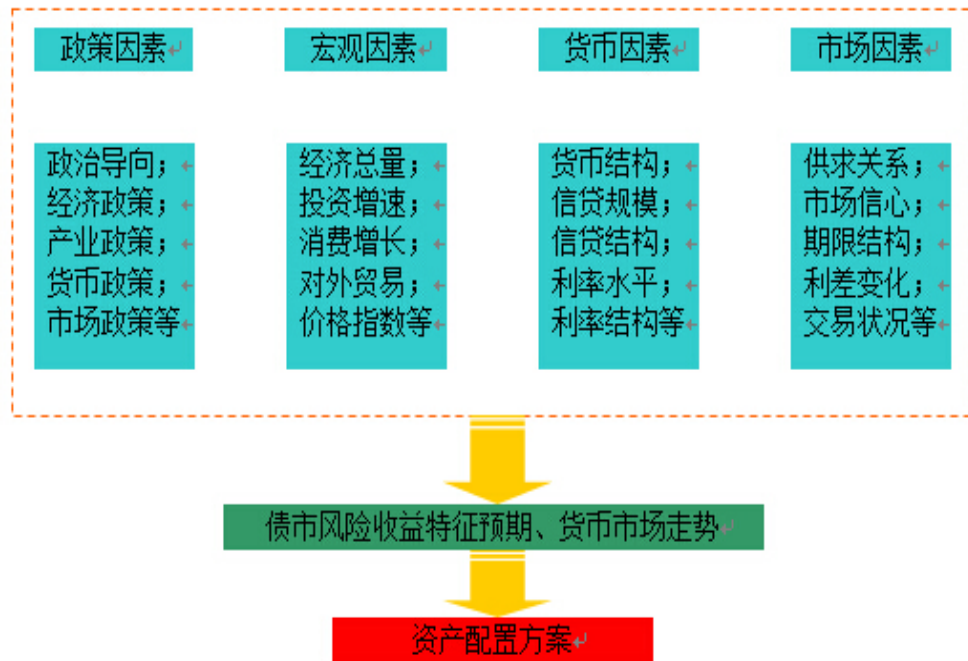 政策因素
宏观因素
货币因素
市场因素
政治导向；
经济政策；
产业政策；
货币政策；
市场政策等
经济总量；
投资增速；
消费增长；
对外贸易；
价格指数等
货币结构；
信贷规模；
信贷结构；
利率水平；
利率结构等
供求关系；
市场信心；
期限结构；
利差变化；
交易状况等
债市风险收益特征预期、货币市场走势
资产配置方案